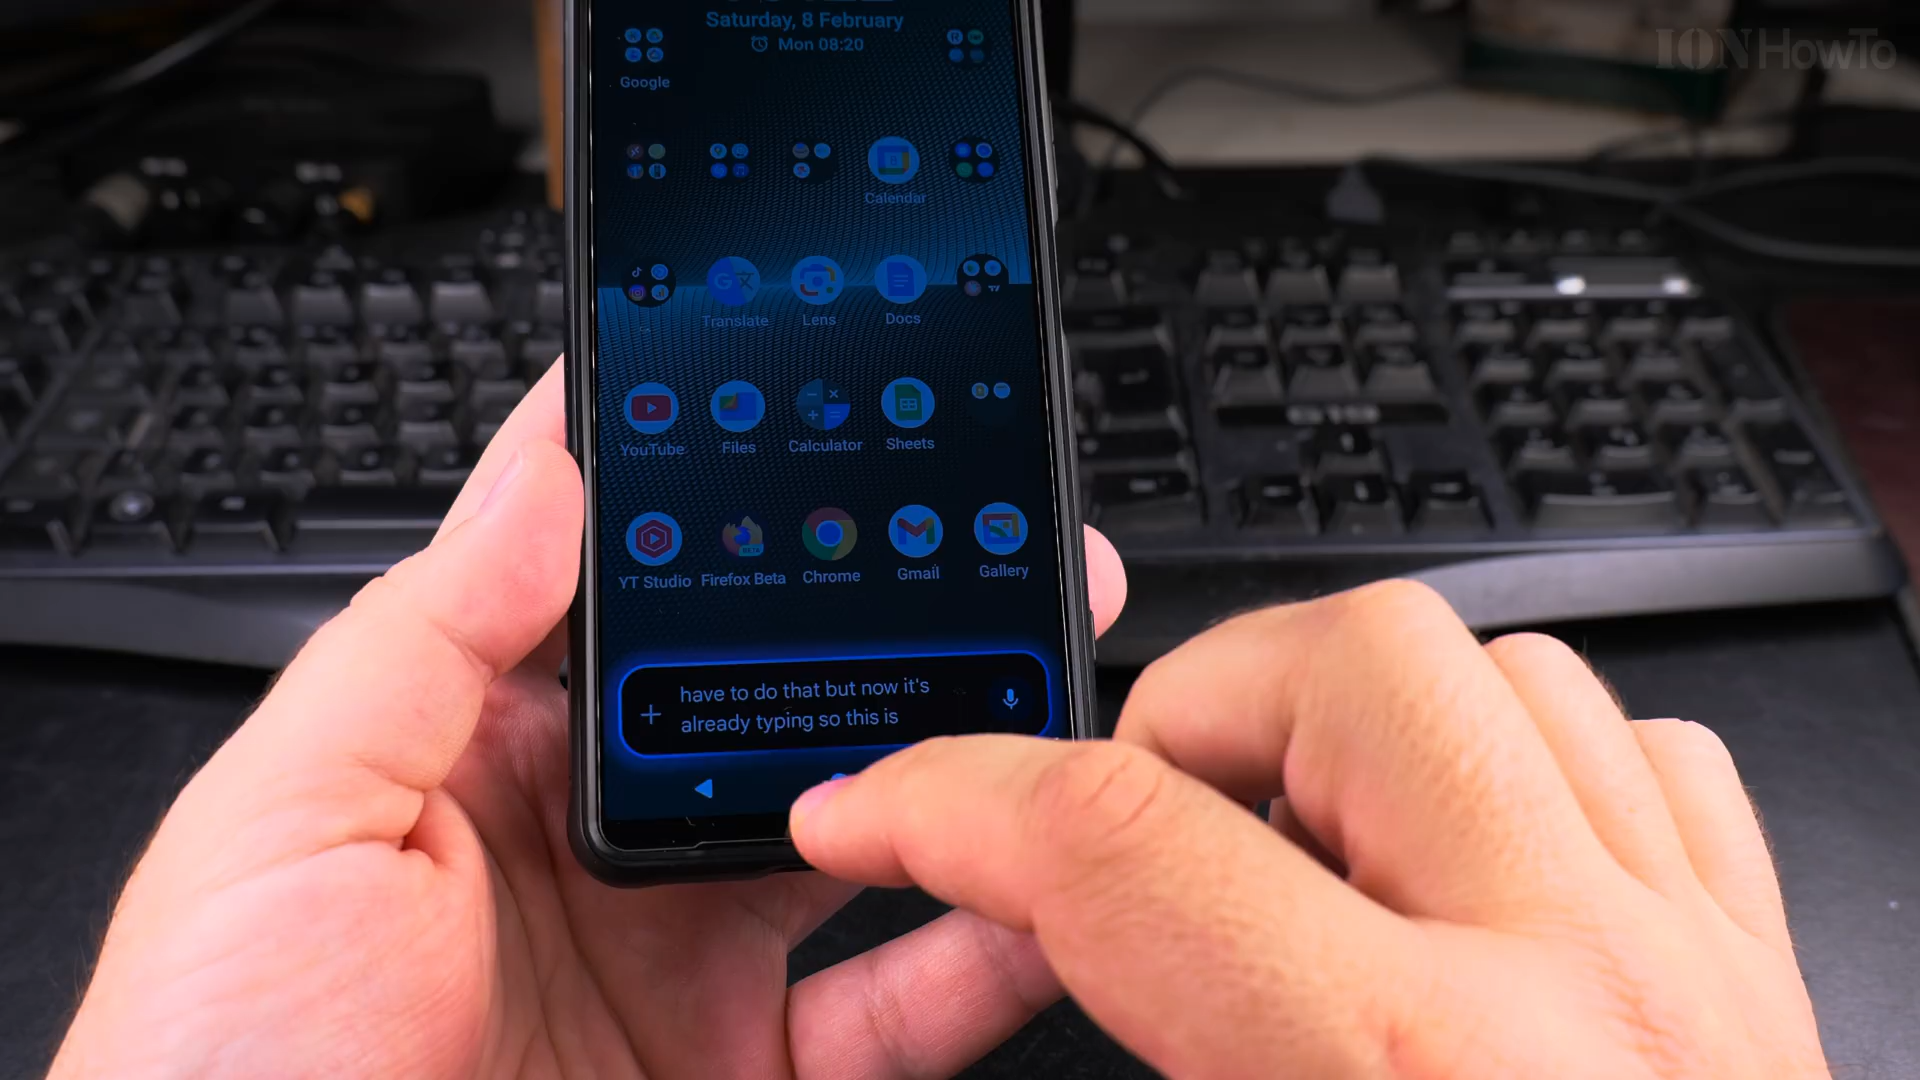 IONHowTo
Saturday, 8 February
Mon 08:20
Google
Calendar
Translate
Lens
Docs
YouTube
Files
Calculator
Sheets
YT Studio
Firefox Beta
Chrome
Gmail
Gallery
have to do that but now it's
already typing so this is